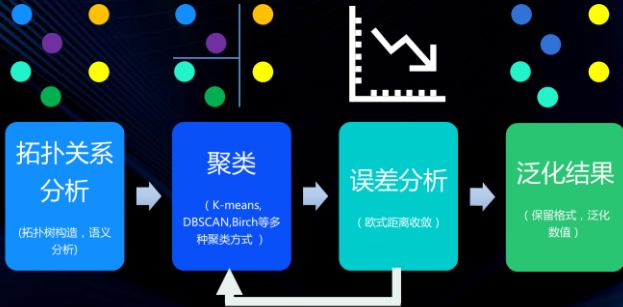 拓扑关系
分析
(拓扑树构造，语义
分析)
聚类
（ K-means,
DBSCAN,Birch等多
种聚类方式 ）
误差分析
（ 欧式距离收敛 ）
泛化结果
（ 保留格式，泛化
数值 ）